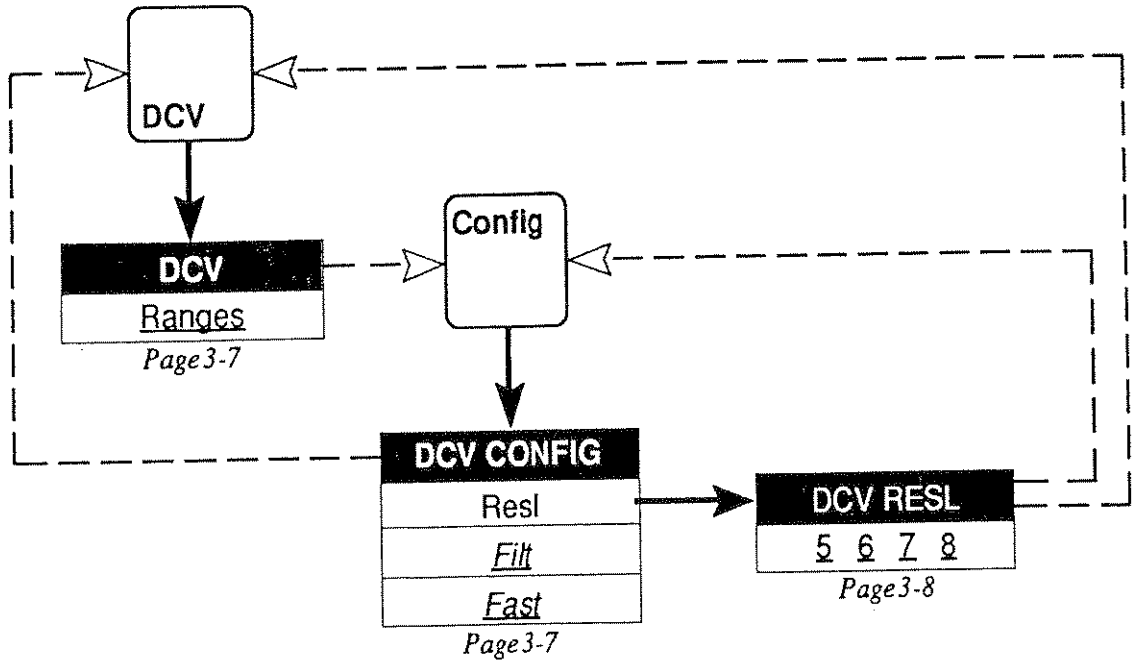 DCV
DCV
Ranges
Page 3-7
Config
DCV CONFIG
Resl
Filt
Fast
Page 3-7
DCV RESL
5 6 7 8
Page 3-8